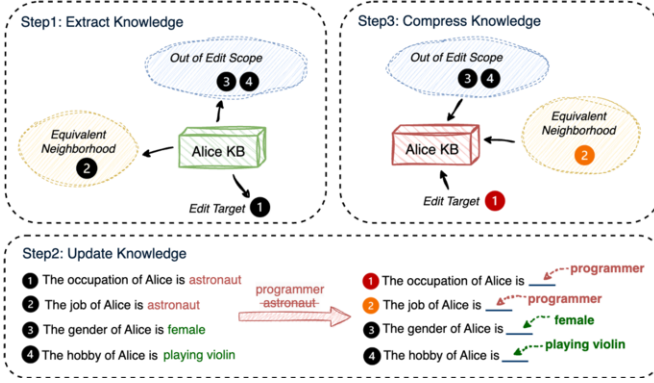 Step1: Extract Knowledge
Out of Edit Scope
3 4
Equivalent
Neighborhood
2
Alice KB
Edit Target 1
Step3: Compress Knowledge
Out of Edit Scope
3 4
Equivalent
Neighborhood
2
Alice KB
Edit Target 1
Step2: Update Knowledge
1 The occupation of Alice is astronaut
2 The job of Alice is astronaut
3 The gender of Alice is female
4 The hobby of Alice is playing violin
programmer
astronaut
programmer
1 The occupation of Alice is ___
programmer
2 The job of Alice is ___
female
3 The gender of Alice is ___
playing violin
4 The hobby of Alice is ___